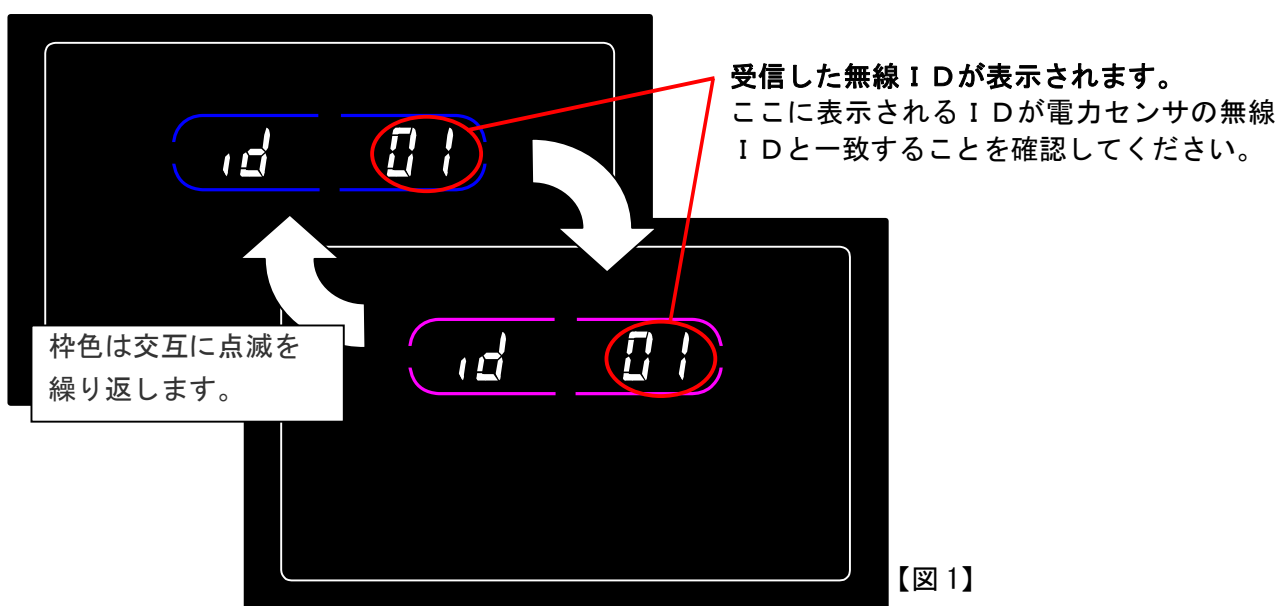 id 01
受信した無線ＩＤが表示されます。
ここに表示されるＩＤが電力センサの無線
ＩＤと一致することを確認してください。
id 01
枠色は交互に点滅を
繰り返します。
【図1】